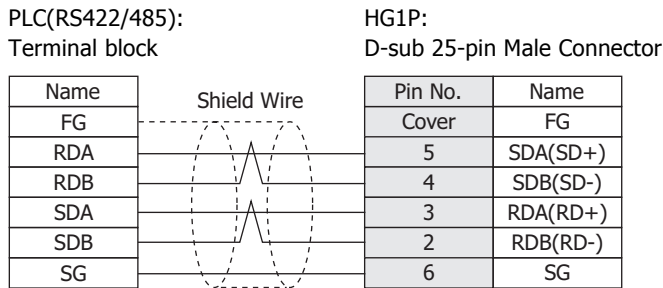 PLC(RS422/485): HG1P:
Terminal block D-sub 25-pin Male Connector
Name Shield Wire Pin No. Name
FG Cover FG
RDA 5 SDA(SD+)
RDB 4 SDB(SD-)
SDA 3 RDA(RD+)
SDB 2 RDB(RD-)
SG 6 SG